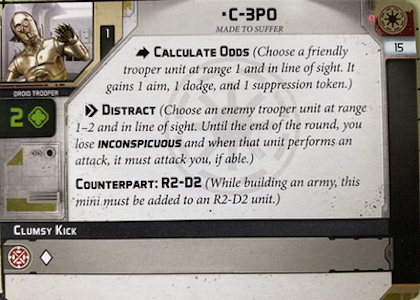 •C-3PO
MADE TO SUFFER
1
15
Calculate Odds (Choose a friendly
trooper unit at range 1 and in line of sight. It
gains 1 aim, 1 dodge, and 1 suppression token.)
DROID TROOPER
2
Distract (Choose an enemy trooper unit at range
1–2 and in line of sight. Until the end of the round, you
lose INCONSPICUOUS and when that unit performs an
attack, it must attack you, if able.)
Counterpart: R2-D2 (While building an army, this
mini must be added to an R2-D2 unit.)
Clumsy Kick